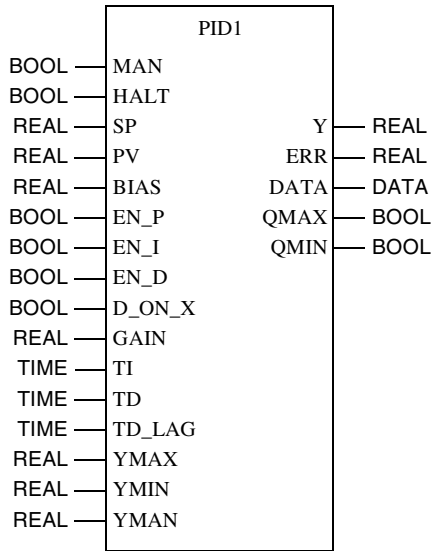 PID1
BOOL MAN
BOOL HALT
REAL SP Y REAL
REAL PV ERR REAL
REAL BIAS DATA DATA
BOOL EN_P QMAX BOOL
BOOL EN_I QMIN BOOL
BOOL EN_D
BOOL D_ON_X
REAL GAIN
TIME TI
TIME TD
TIME TD_LAG
REAL YMAX
REAL YMIN
REAL YMAN